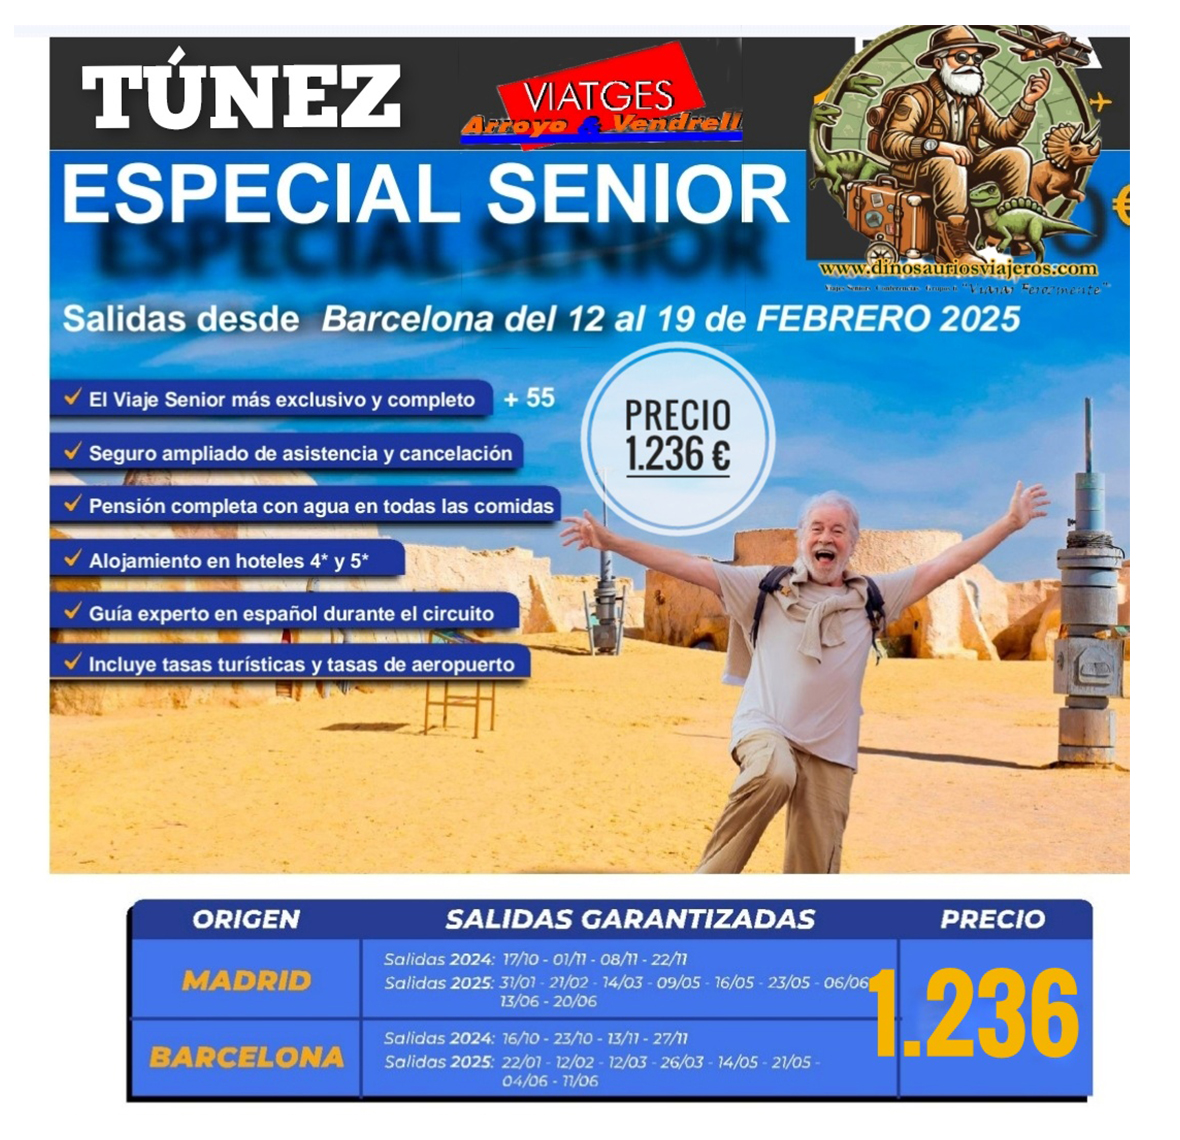 TÚNEZ
VIATGES
Arroyo & Vendrell
ESPECIAL SENIOR
€
www.dinosauriosviajeros.com
Salidas desde Barcelona del 12 al 19 de FEBRERO 2025
El Viaje Senior más exclusivo y completo + 55
PRECIO
1.236 €
Seguro ampliado de asistencia y cancelación
Pensión completa con agua en todas las comidas
Alojamiento en hoteles 4* y 5*
Guía experto en español durante el circuito
Incluye tasas turísticas y tasas de aeropuerto
ORIGEN SALIDAS GARANTIZADAS PRECIO
MADRID
Salidas 2024: 17/10 - 01/11 - 08/11 - 22/11
Salidas 2025: 31/01 - 21/02 - 14/03 - 09/05 - 16/05 - 23/05 - 06/06
13/06 - 20/06
1.236
BARCELONA
Salidas 2024: 16/10 - 23/10 - 13/11 - 27/11
Salidas 2025: 22/01 - 12/02 - 12/03 - 26/03 - 14/05 - 21/05 -
04/06 - 11/06